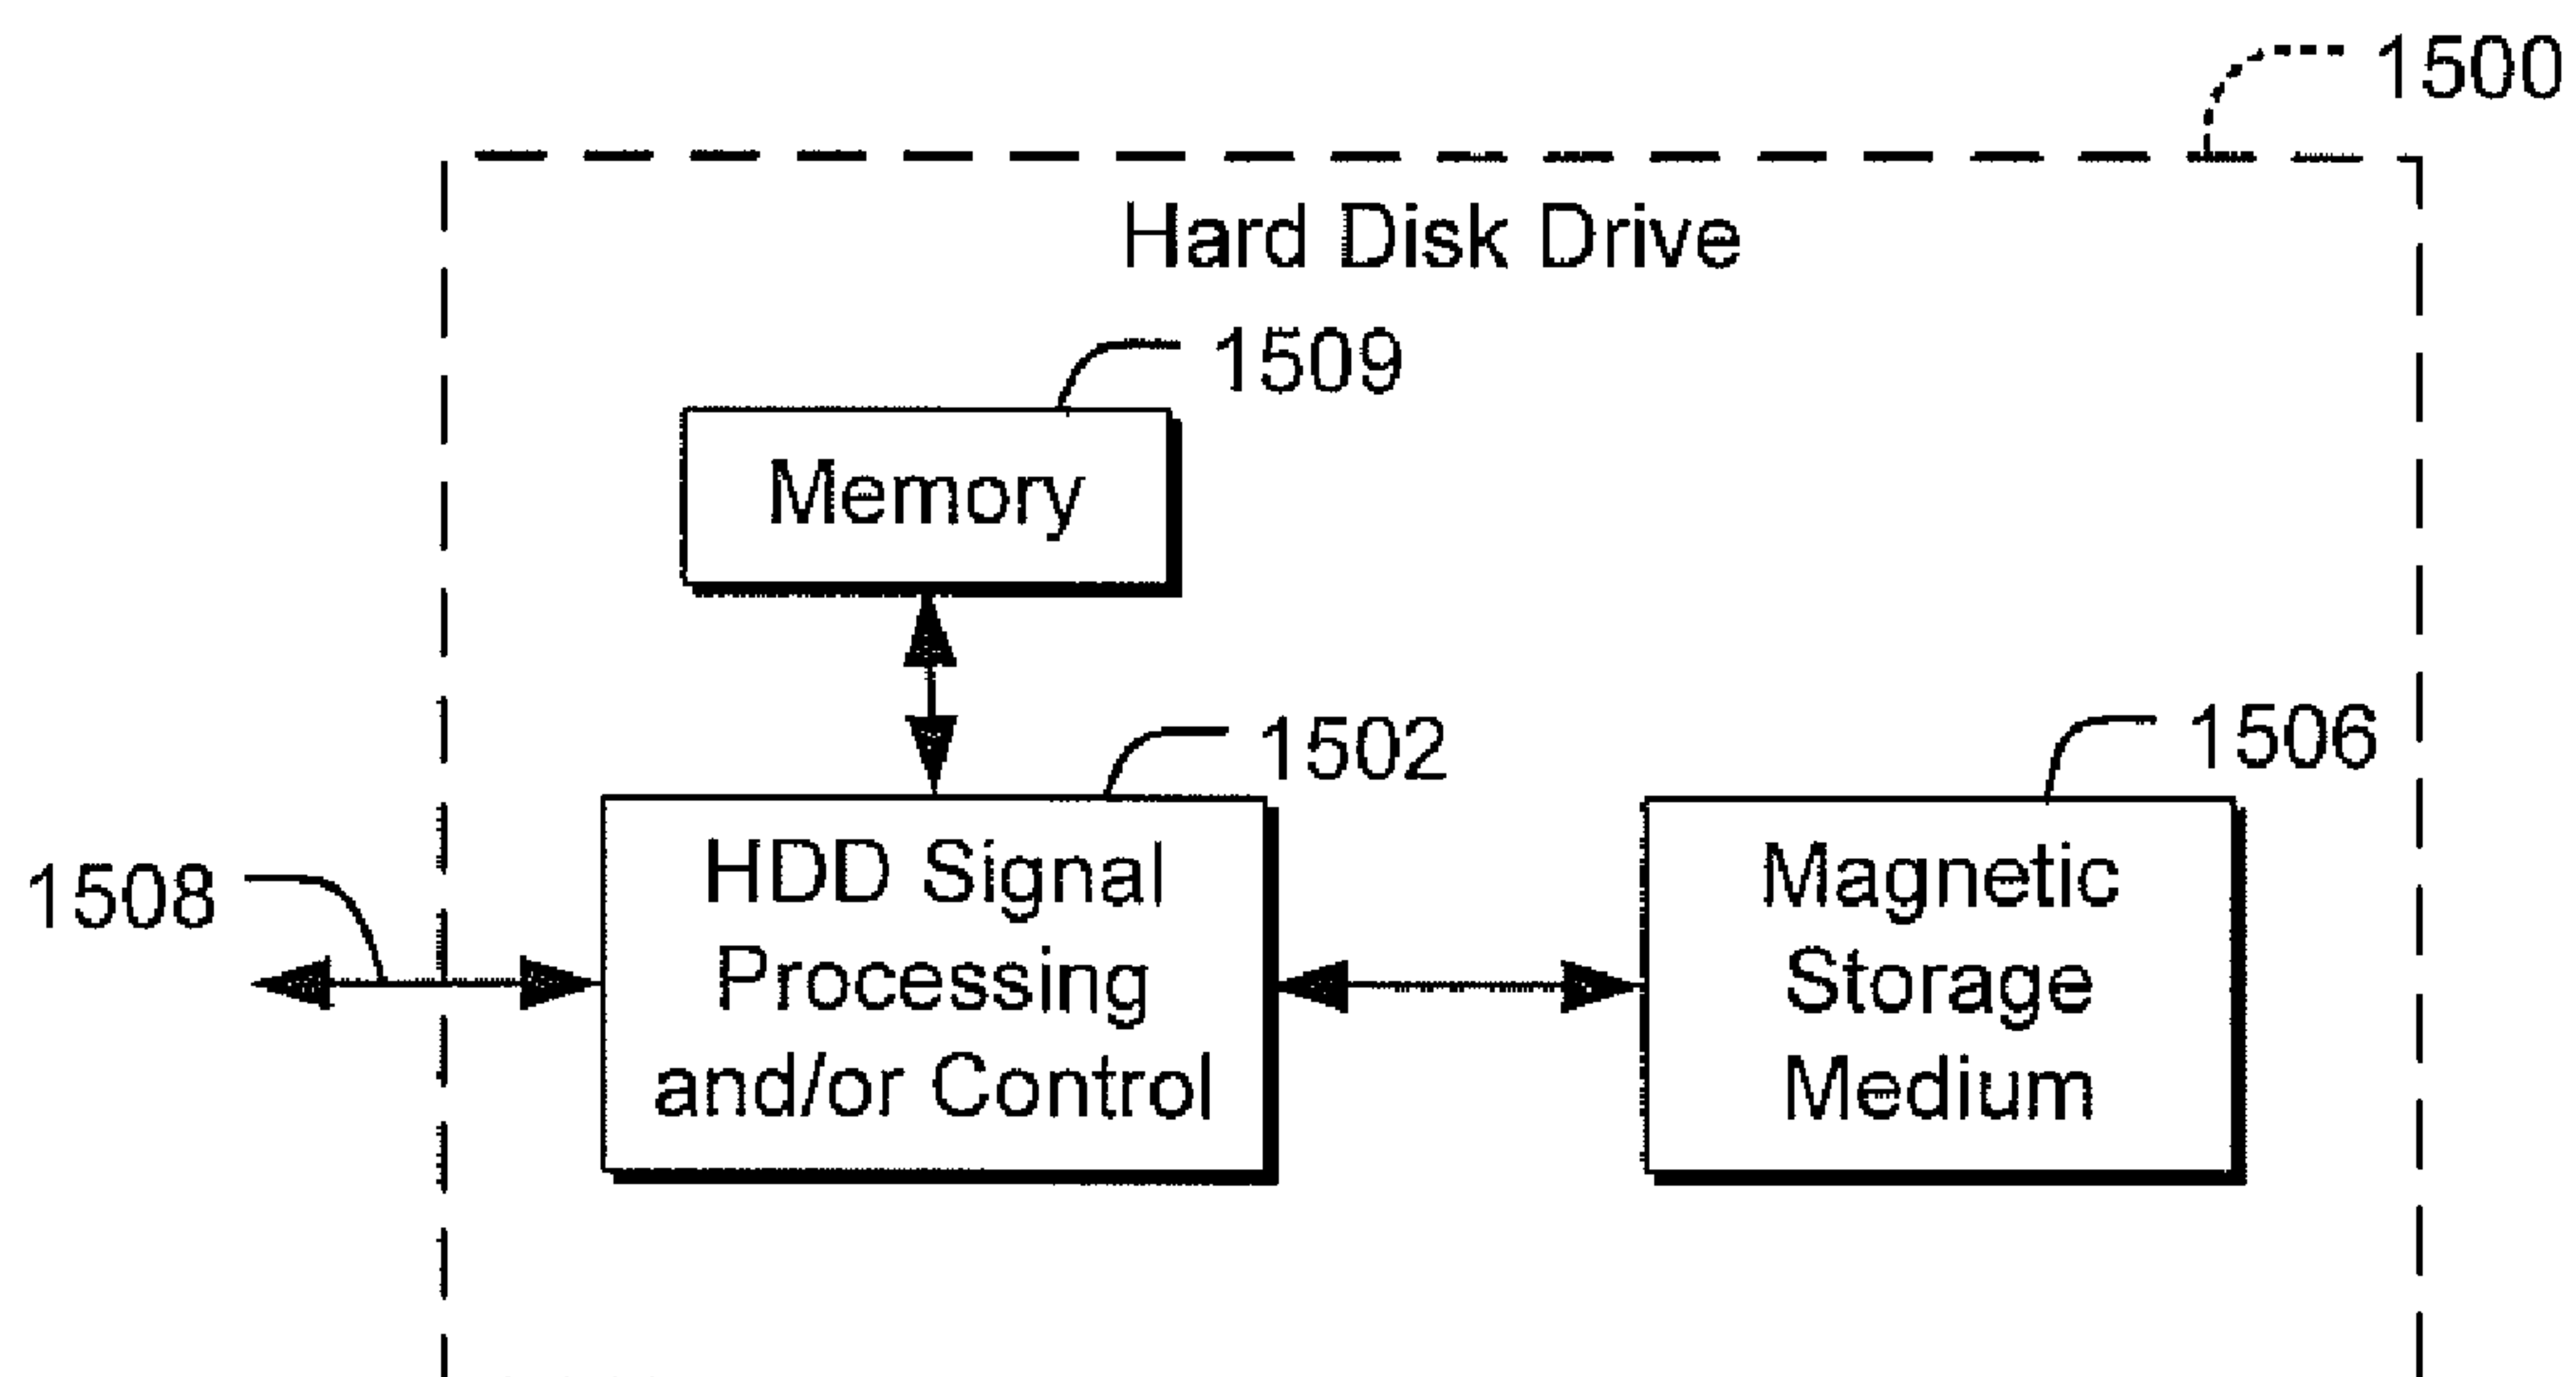 1500
Hard Disk Drive
1509
Memory
1502
1506
1508
HDD Signal
Processing
and/or Control
Magnetic
Storage
Medium